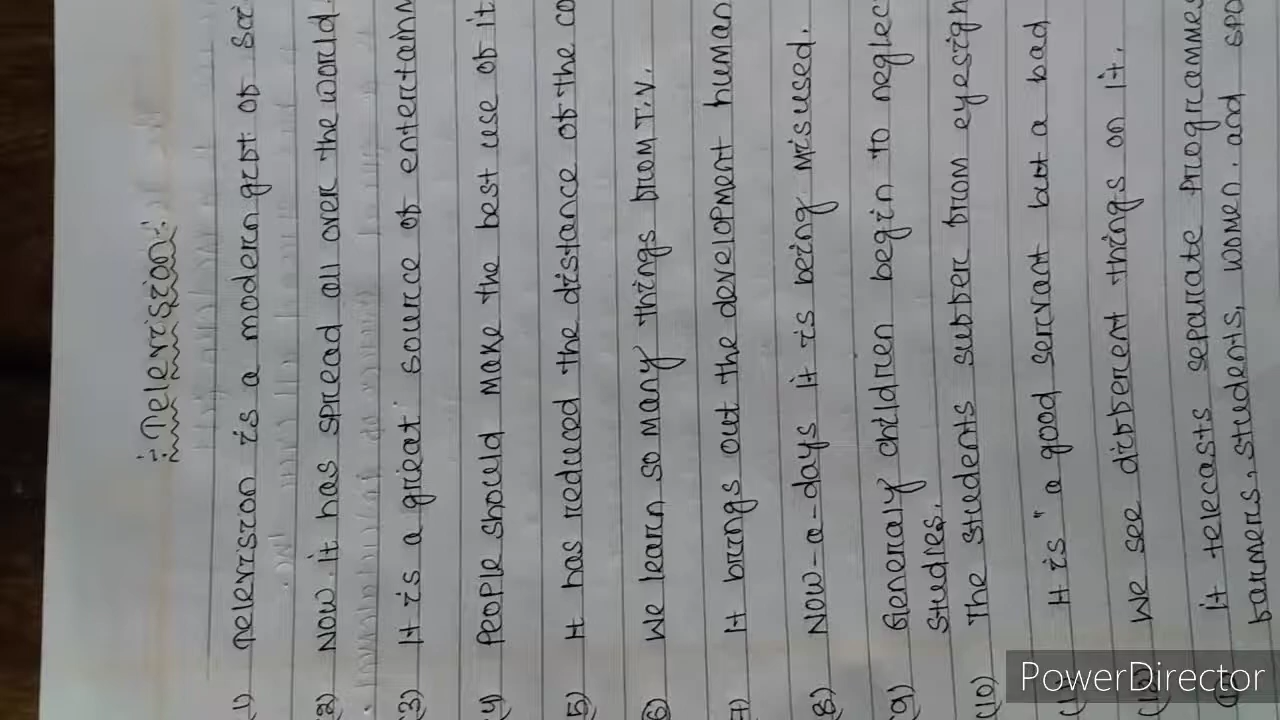 :Television:
1) Television is a modern gift of sci
(2) Now it has spread all over the world.
(3) It is a great source of entertainm
(4) People should make the best use of it
5) It has reduced the distance of the co
(6) We learn so many things from T.V.
7) It brings out the development human
8) Now-a-days it is being misused.
(9) Generaly children begin to neglec
studies.
(10) The students suffer from eyesigh
(11) It is "a good servant but a bad
(12) We see different things on it.
(13) it telecasts separate programmes
farmers, students, women. and spo
PowerDirector